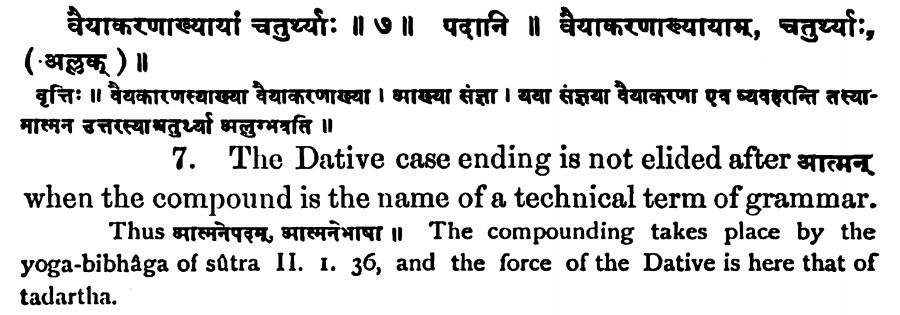 वैयाकरणाख्यायां चतुर्थ्याः ॥ ७ ॥ पदानि ॥ वैयाकरणाख्यायाम्, चतुर्थ्याः,
(·अलुक् ) ॥
वृत्तिः ॥ वैयकारणस्याख्या वैयाकरणाख्या । आख्या संज्ञा । यया संज्ञया वैयाकरणा एव व्यवहरन्ति तस्या-
मात्मन उत्तरस्याश्चतुर्थ्या अलुग्भवति ॥
7. The Dative case ending is not elided after आत्मन्
when the compound is the name of a technical term of grammar.
Thus आत्मनेपदम्, आत्मनेभाषा ॥ The compounding takes place by the
yoga-bibhâga of sûtra II. 1. 36, and the force of the Dative is here that of
tadartha.